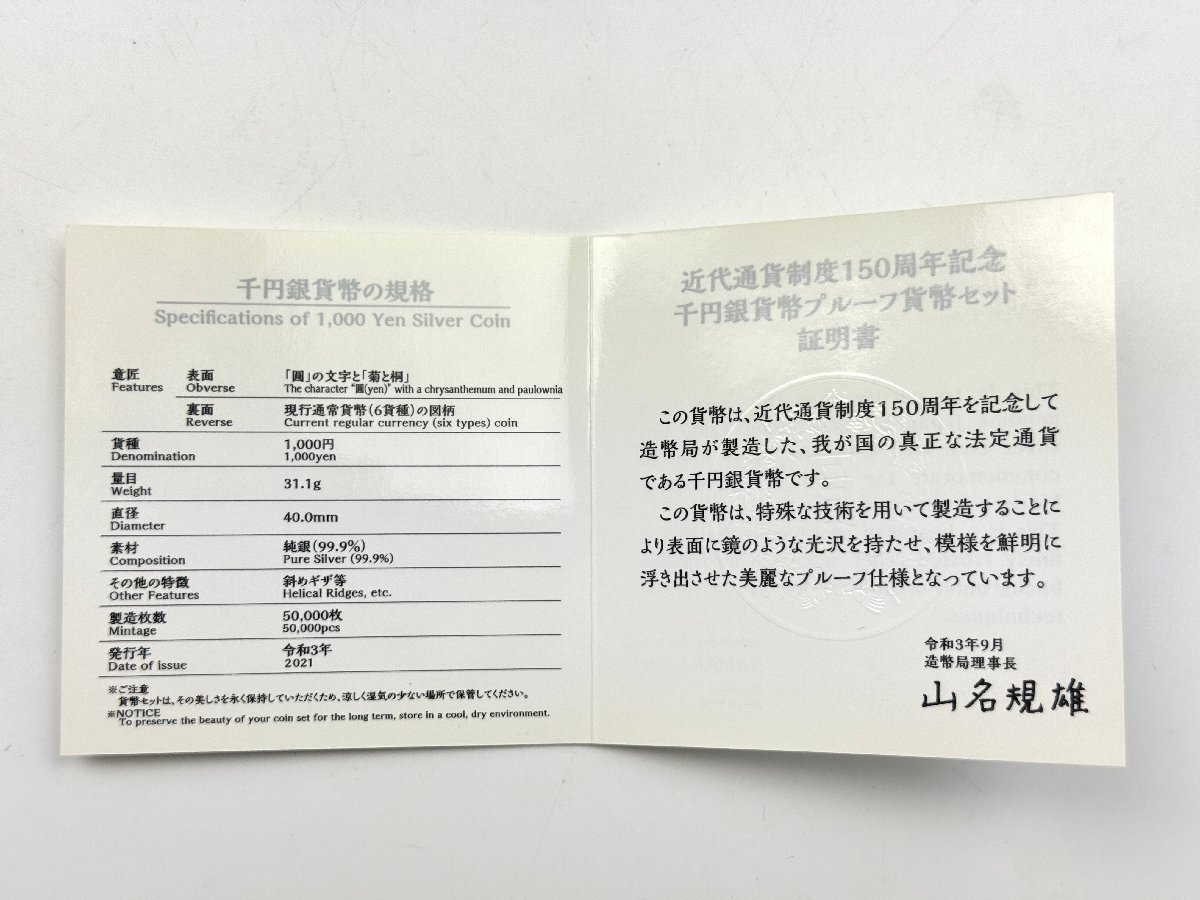 千円銀貨幣の規格
Specifications of 1,000 Yen Silver Coin
意匠 表面 「圓」の文字と「菊と桐」
Features Obverse The character “圓(yen)” with a chrysanthemum and paulownia
裏面 現行通常貨幣(6貨種)の図柄
Reverse Current regular currency (six types) coin
貨種 1,000円
Denomination 1,000yen
量目
Weight 31.1g
直径
Diameter 40.0mm
素材 純銀(99.9%)
Composition Pure Silver (99.9%)
その他の特徴 斜めギザ等
Other Features Helical Ridges, etc.
製造枚数 50,000枚
Mintage 50,000pcs
発行年 令和3年
Date of issue 2021
※ご注意
貨幣セットは、その美しさを永く保持していただくため、涼しく湿気の少ない場所で保管してください。
※NOTICE
To preserve the beauty of your coin set for the long term, store in a cool, dry environment.
近代通貨制度150周年記念
千円銀貨幣プルーフ貨幣セット
証明書
この貨幣は、近代通貨制度150周年を記念して
造幣局が製造した、我が国の真正な法定通貨
である千円銀貨幣です。
この貨幣は、特殊な技術を用いて製造することに
より表面に鏡のような光沢を持たせ、模様を鮮明に
浮き出させた美麗なプルーフ仕様となっています。
令和3年9月
造幣局理事長
山名規雄